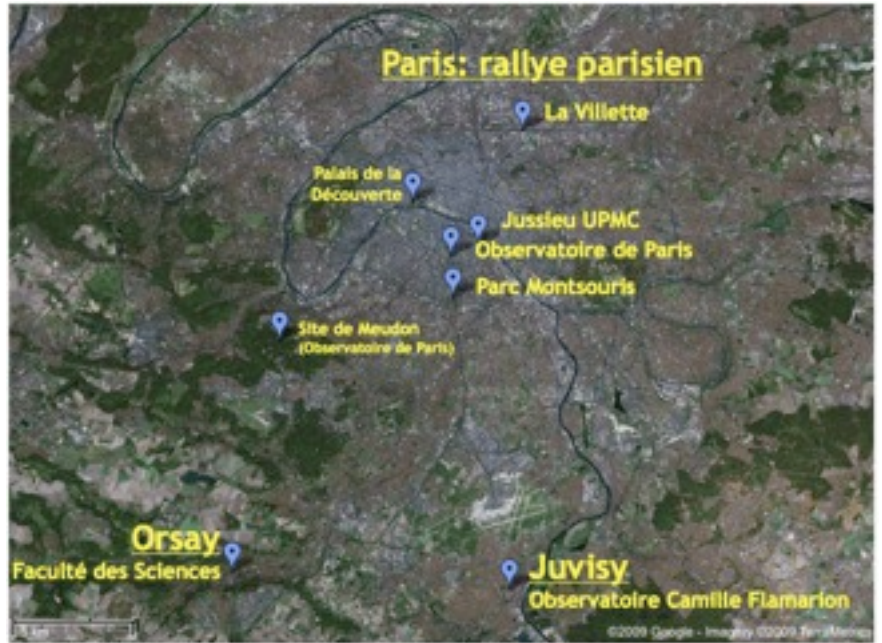 Paris: rallye parisien
La Villette
Palais de la
Découverte
Jussieu UPMC
Observatoire de Paris
Parc Montsouris
Site de Meudon
(Observatoire de Paris)
Orsay
Faculté des Sciences
Juvisy
Observatoire Camille Flamarion
©2009 Google - Imagery ©2009 TerraMetrics